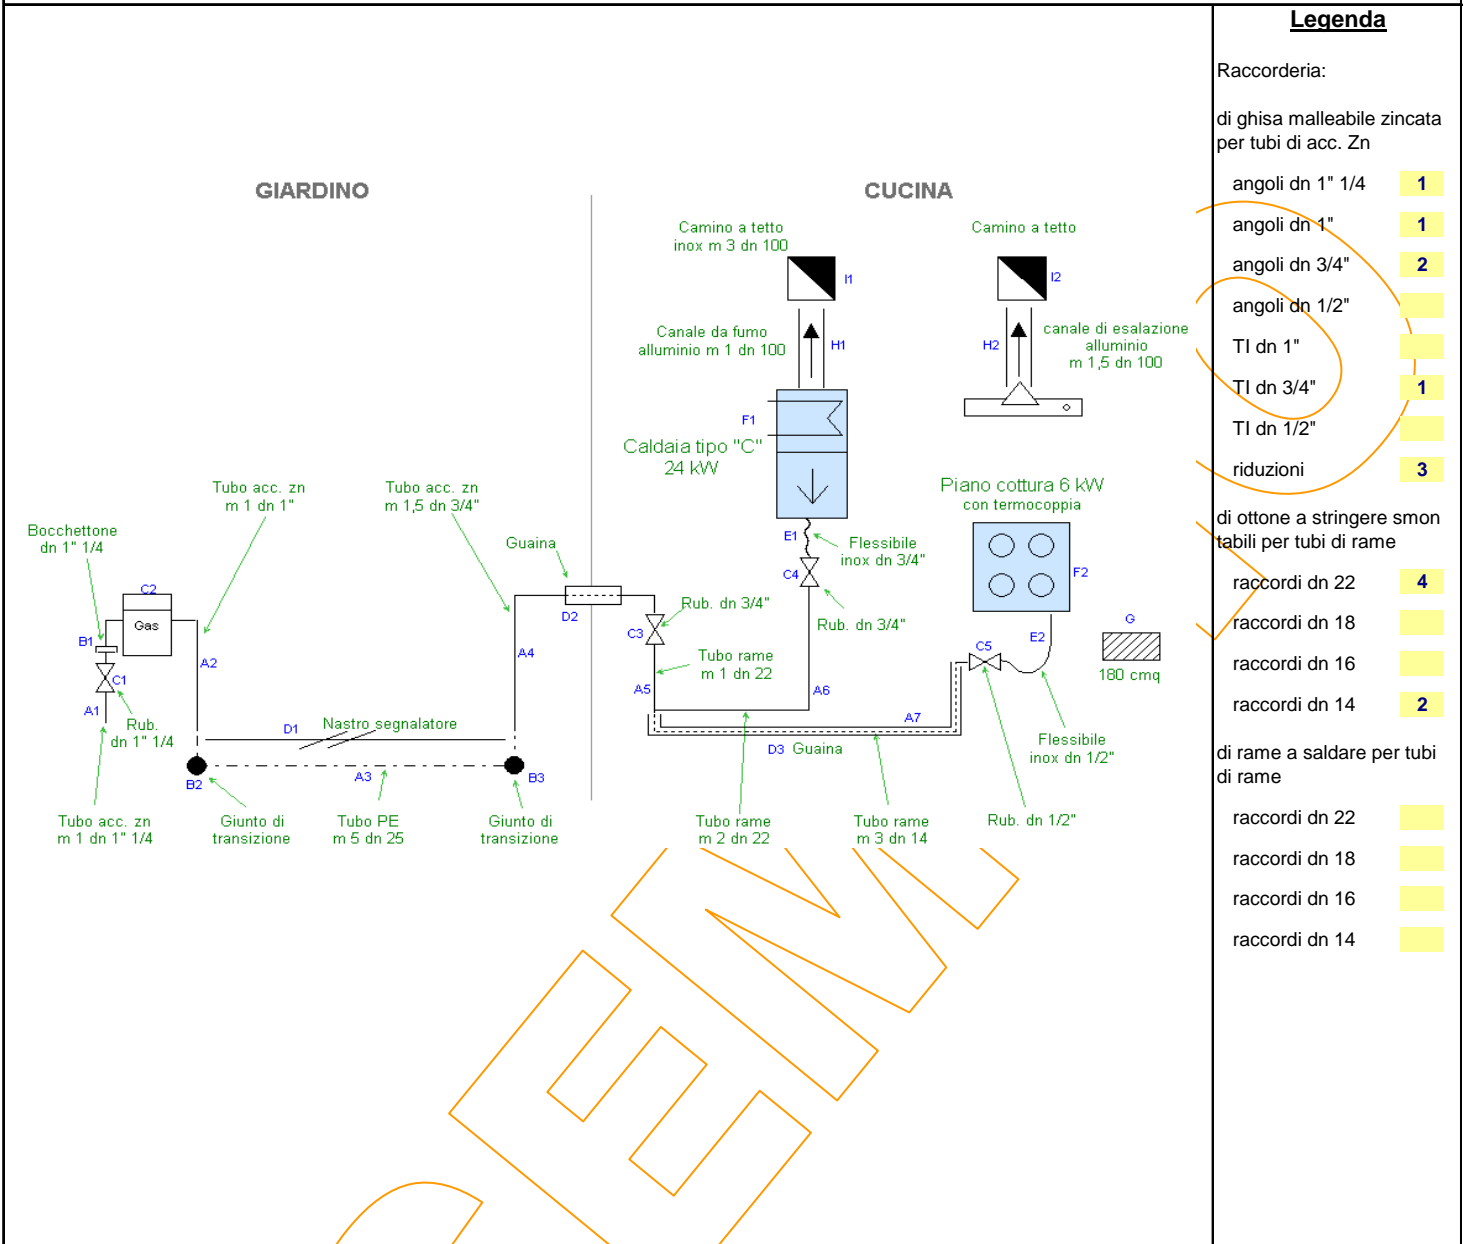 GIARDINO
CUCINA
Camino a tetto
inox m 3 dn 100
I1
Camino a tetto
I2
Canale da fumo
alluminio m 1 dn 100
H1
H2
canale di esalazione
alluminio
m 1,5 dn 100
F1
Caldaia tipo "C"
24 kW
Piano cottura 6 kW
con termocoppia
F2
Tubo acc. zn
m 1 dn 1"
Tubo acc. zn
m 1,5 dn 3/4"
Bocchettone
dn 1" 1/4
Guaina
E1
Flessibile
inox dn 3/4"
C4
Rub. dn 3/4"
C2
Gas
B1
C1
A1
A2
Rub.
dn 1" 1/4
D2
Rub. dn 3/4"
C3
A4
Tubo rame
m 1 dn 22
A5
A6
C5
E2
G
180 cmq
A7
D1
Nastro segnalatore
D3 Guaina
Flessibile
inox dn 1/2"
B2
A3
B3
Tubo acc. zn
m 1 dn 1" 1/4
Giunto di
transizione
Tubo PE
m 5 dn 25
Giunto di
transizione
Tubo rame
m 2 dn 22
Tubo rame
m 3 dn 14
Rub. dn 1/2"
Legenda
Raccorderia:
di ghisa malleabile zincata
per tubi di acc. Zn
angoli dn 1" 1/4 1
angoli dn 1" 1
angoli dn 3/4" 2
angoli dn 1/2"
TI dn 1"
TI dn 3/4" 1
TI dn 1/2"
riduzioni 3
di ottone a stringere smon
tabili per tubi di rame
raccordi dn 22 4
raccordi dn 18
raccordi dn 16
raccordi dn 14 2
di rame a saldare per tubi
di rame
raccordi dn 22
raccordi dn 18
raccordi dn 16
raccordi dn 14